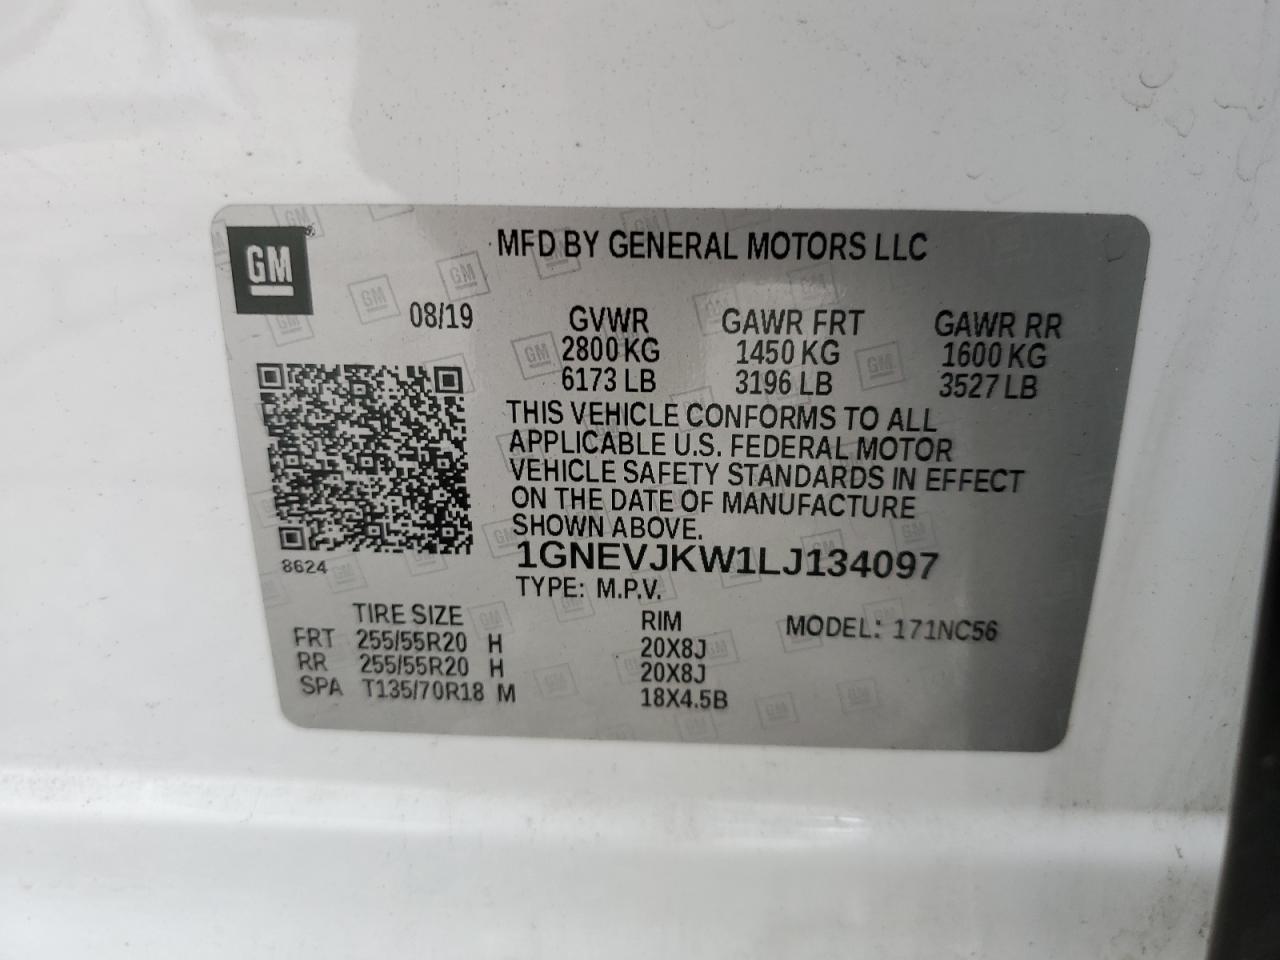 GM
MFD BY GENERAL MOTORS LLC
08/19
GVWR GAWR FRT GAWR RR
2800 KG 1450 KG 1600 KG
6173 LB 3196 LB 3527 LB
THIS VEHICLE CONFORMS TO ALL
APPLICABLE U.S. FEDERAL MOTOR
VEHICLE SAFETY STANDARDS IN EFFECT
ON THE DATE OF MANUFACTURE
SHOWN ABOVE.
8624
1GNEVJKW1LJ134097
TYPE: M.P.V.
TIRE SIZE RIM MODEL: 171NC56
FRT 255/55R20 H 20X8J
RR 255/55R20 H 20X8J
SPA T135/70R18 M 18X4.5B